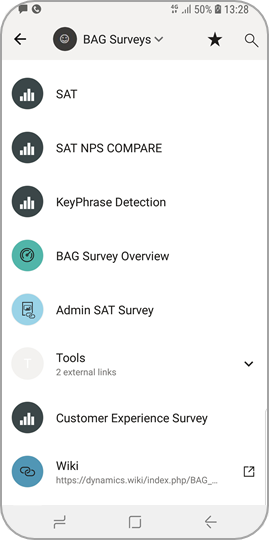 4G 50% 13:28
BAG Surveys
SAT
SAT NPS COMPARE
KeyPhrase Detection
BAG Survey Overview
Admin SAT Survey
T
Tools
2 external links
Customer Experience Survey
Wiki
https://dynamics.wiki/index.php/BAG_...